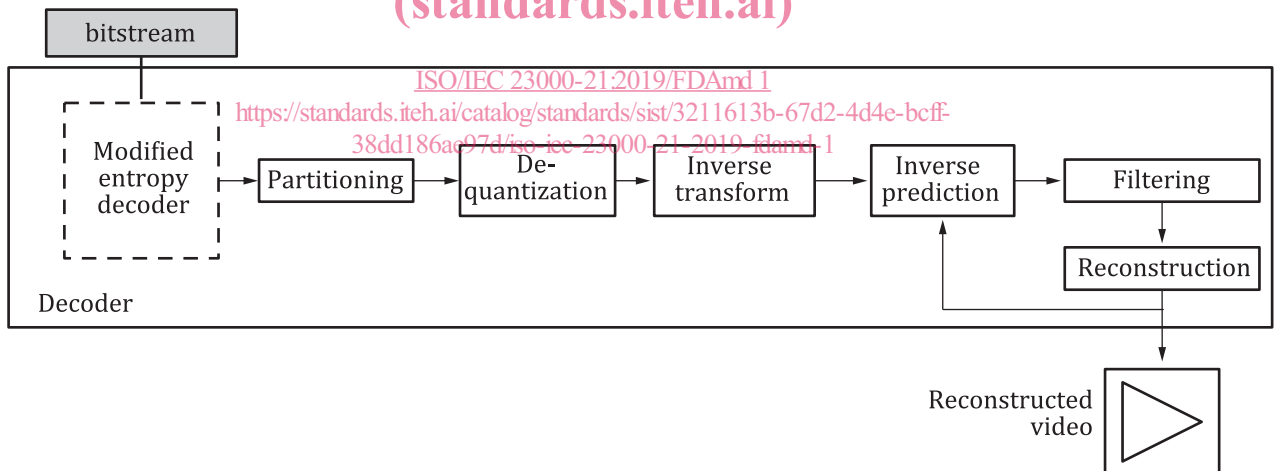 (standards.iteh.ai)
bitstream
ISO/IEC 23000-21:2019/FDAmd 1
https://standards.iteh.ai/catalog/standards/sist/3211613b-67d2-4d4e-bcff-
38dd186ae97d/iso-iec-23000-21-2019-fdamd-1
Modified
entropy
decoder
Partitioning
De-
quantization
Inverse
transform
Inverse
prediction
Filtering
Reconstruction
Decoder
Reconstructed
video